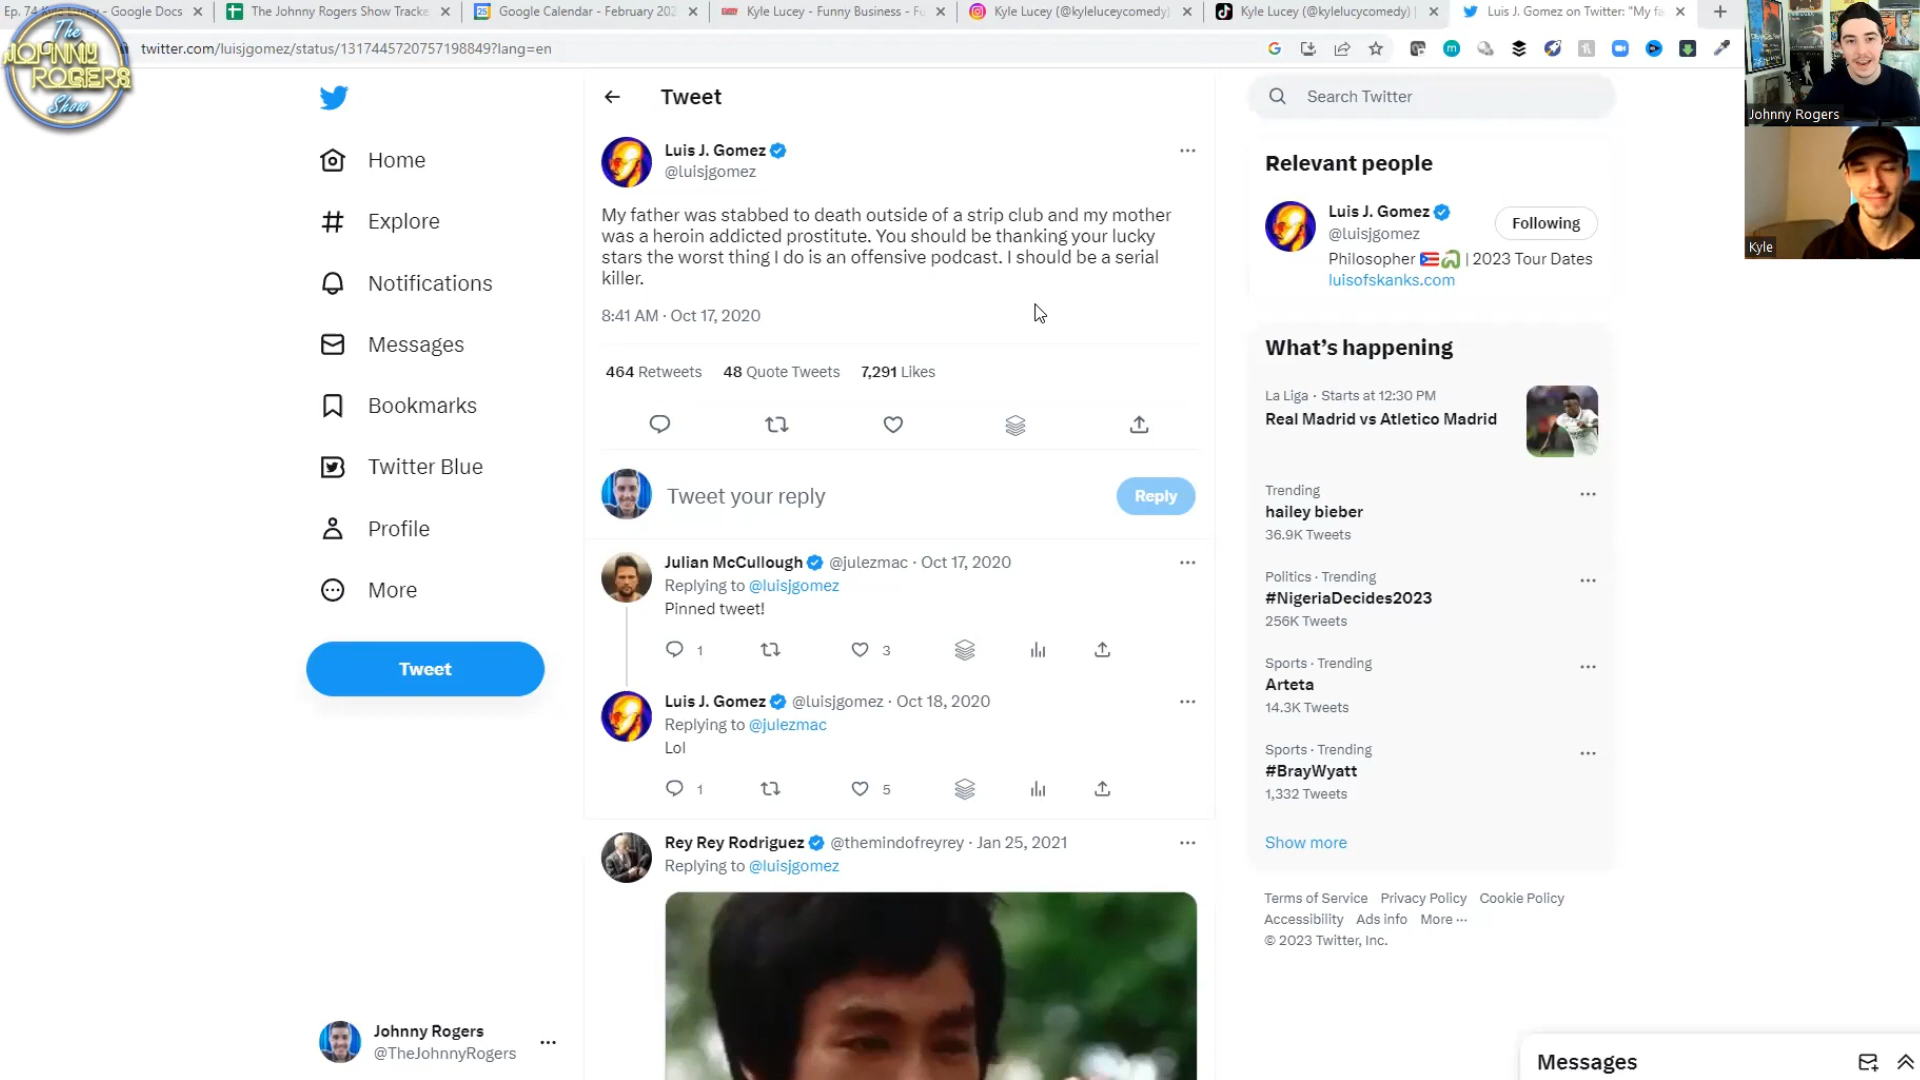 Ep. 74 Kyle Lucey - Google Docs
The Johnny Rogers Show Tracke
Google Calendar - February 202
Kyle Lucey - Funny Business - Fu
Kyle Lucey (@kyleluceycomedy)
Kyle Lucey (@kylelucycomedy) |
Luis J. Gomez on Twitter: "My fa
The
JOHNNY
ROGERS
Show
twitter.com/luisjgomez/status/1317445720757198849?lang=en
Johnny Rogers
Kyle
Home
Explore
Notifications
Messages
Bookmarks
Twitter Blue
Profile
More
Tweet
Johnny Rogers
@TheJohnnyRogers
Tweet
Luis J. Gomez
@luisjgomez
My father was stabbed to death outside of a strip club and my mother
was a heroin addicted prostitute. You should be thanking your lucky
stars the worst thing I do is an offensive podcast. I should be a serial
killer.
8:41 AM · Oct 17, 2020
464 Retweets 48 Quote Tweets 7,291 Likes
Tweet your reply
Reply
Julian McCullough @julezmac · Oct 17, 2020
Replying to @luisjgomez
Pinned tweet!
1 3
Luis J. Gomez @luisjgomez · Oct 18, 2020
Replying to @julezmac
Lol
1 5
Rey Rey Rodriguez @themindofreyrey · Jan 25, 2021
Replying to @luisjgomez
Search Twitter
Relevant people
Luis J. Gomez
@luisjgomez
Following
Philosopher 🇵🇷 | 2023 Tour Dates
luisofskanks.com
What's happening
La Liga · Starts at 12:30 PM
Real Madrid vs Atletico Madrid
Trending
hailey bieber
36.9K Tweets
Politics · Trending
#NigeriaDecides2023
256K Tweets
Sports · Trending
Arteta
14.3K Tweets
Sports · Trending
#BrayWyatt
1,332 Tweets
Show more
Terms of Service Privacy Policy Cookie Policy
Accessibility Ads info More ···
© 2023 Twitter, Inc.
Messages